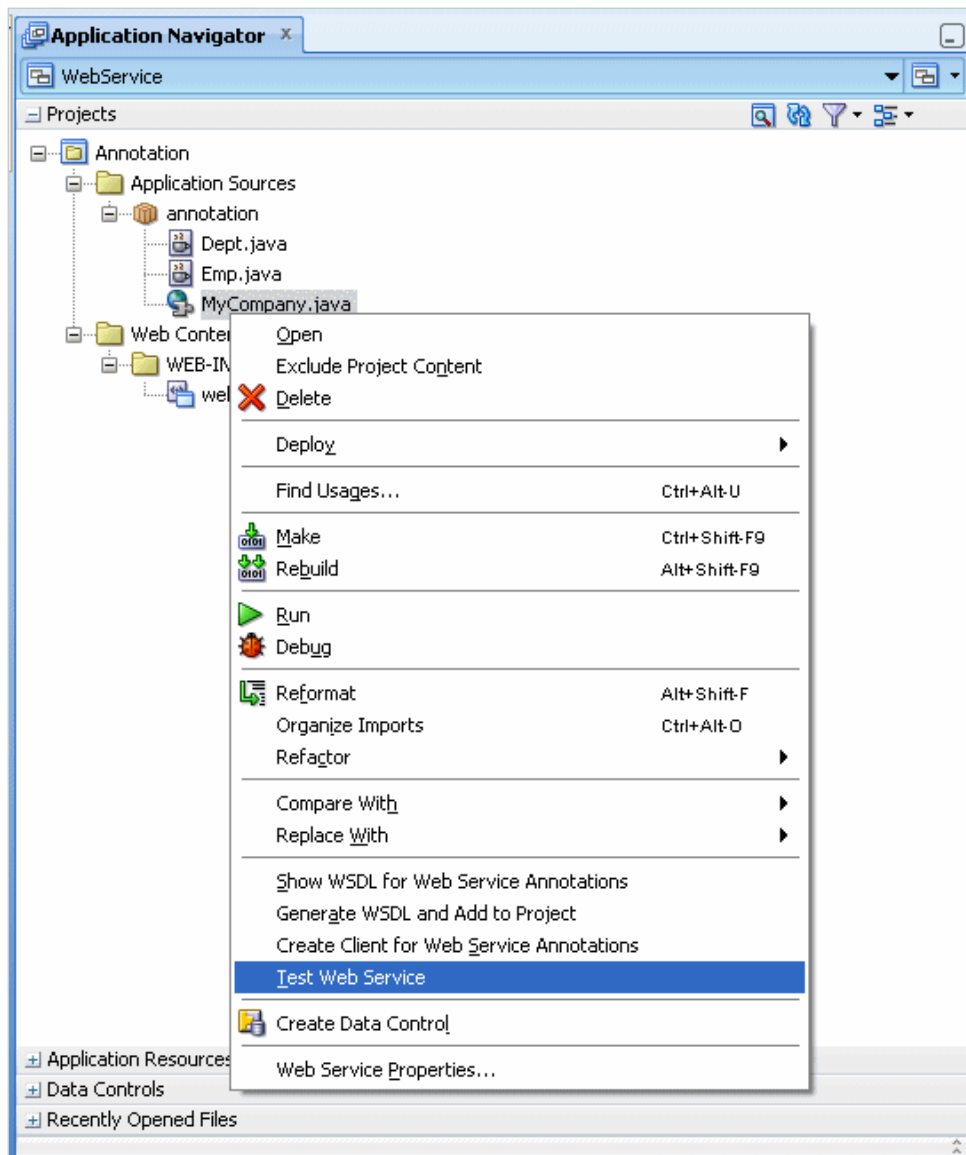 Application Navigator
WebService
Projects
Annotation
Application Sources
annotation
Dept.java
Emp.java
MyCompany.java
Web Conte
WEB-IN
we
Open
Exclude Project Content
Delete
Deploy
Find Usages... Ctrl+Alt-U
Make Ctrl+Shift-F9
Rebuild Alt+Shift-F9
Run
Debug
Reformat Alt+Shift-F
Organize Imports Ctrl+Alt-O
Refactor
Compare With
Replace With
Show WSDL for Web Service Annotations
Generate WSDL and Add to Project
Create Client for Web Service Annotations
Test Web Service
Create Data Control
Web Service Properties...
Application Resources
Data Controls
Recently Opened Files